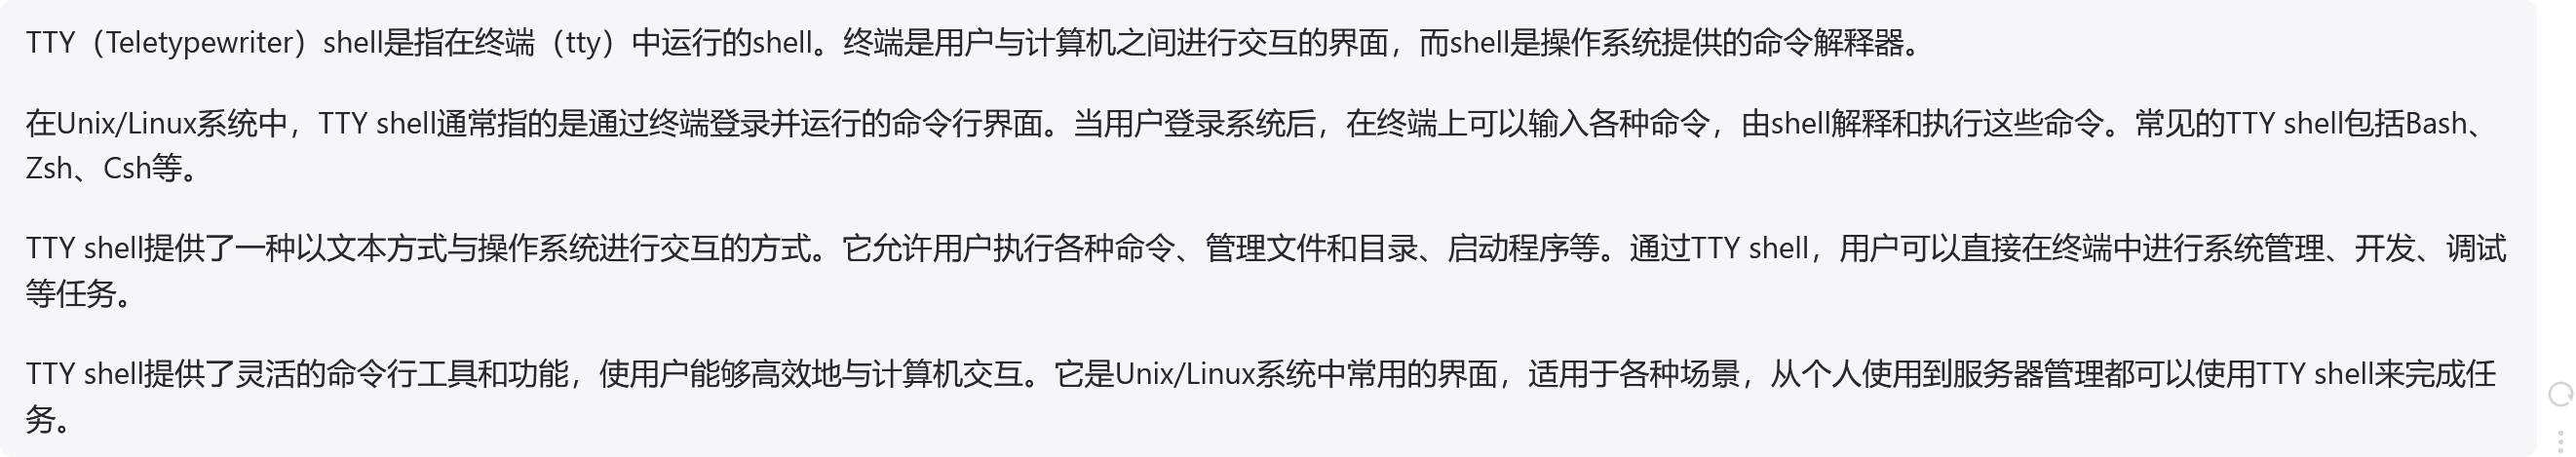 TTY（Teletypewriter）shell是指在终端（tty）中运行的shell。终端是用户与计算机之间进行交互的界面，而shell是操作系统提供的命令解释器。
在Unix/Linux系统中，TTY shell通常指的是通过终端登录并运行的命令行界面。当用户登录系统后，在终端上可以输入各种命令，由shell解释和执行这些命令。常见的TTY shell包括Bash、
Zsh、Csh等。
TTY shell提供了一种以文本方式与操作系统进行交互的方式。它允许用户执行各种命令、管理文件和目录、启动程序等。通过TTY shell，用户可以直接在终端中进行系统管理、开发、调试
等任务。
TTY shell提供了灵活的命令行工具和功能，使用户能够高效地与计算机交互。它是Unix/Linux系统中常用的界面，适用于各种场景，从个人使用到服务器管理都可以使用TTY shell来完成任
务。